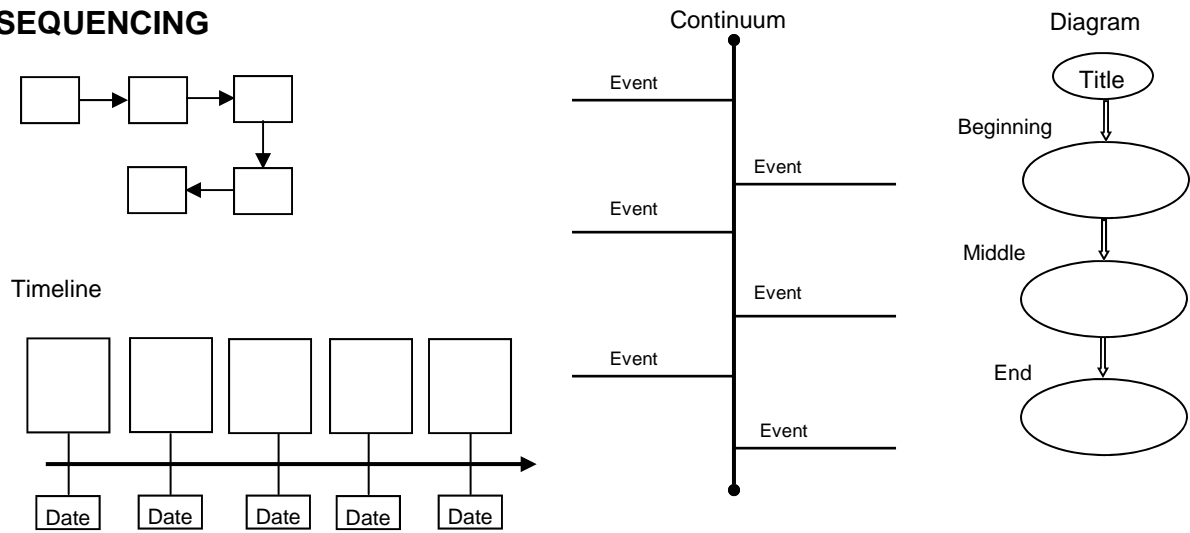 SEQUENCING
Timeline
Date
Date
Date
Date
Date
Continuum
Event
Event
Event
Event
Event
Event
Diagram
Title
Beginning
Middle
End